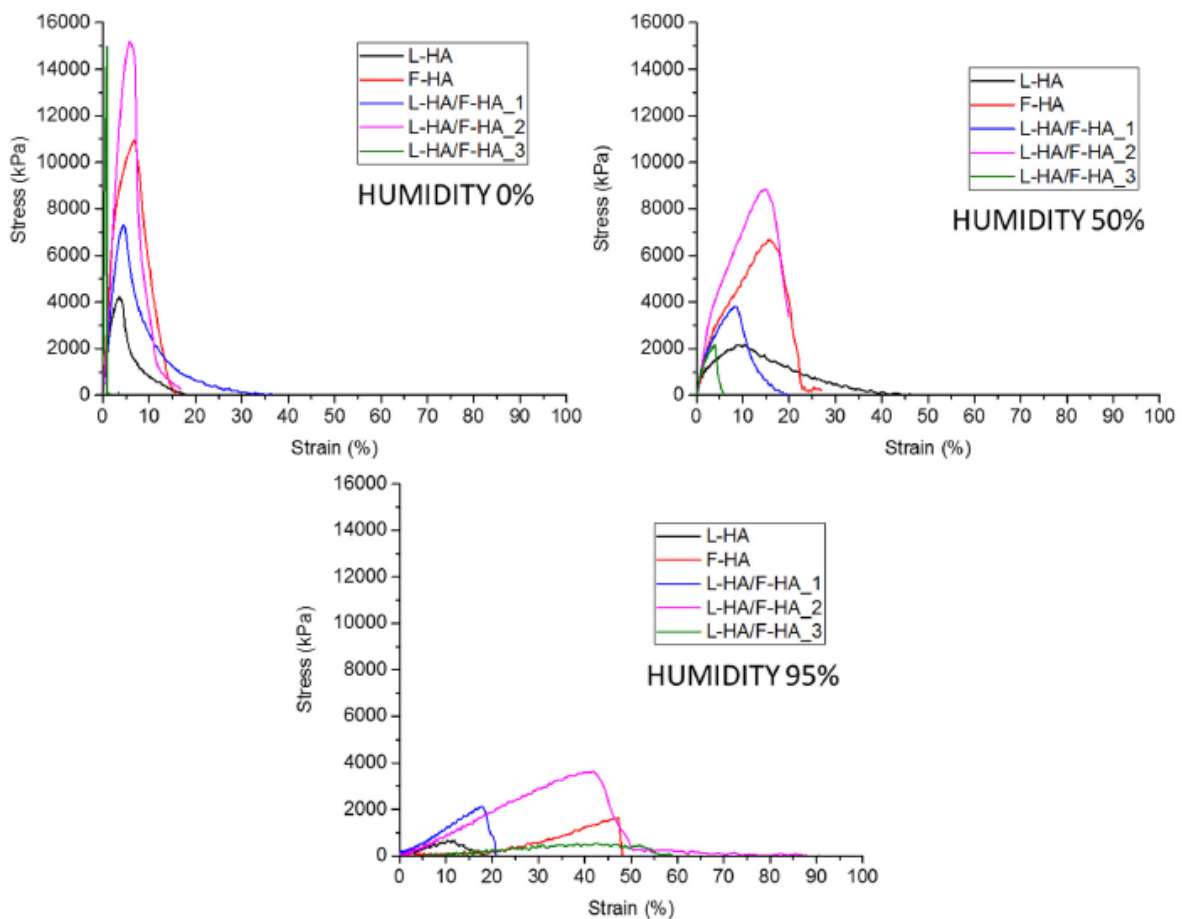 16000
14000
12000
10000
8000
6000
4000
2000
0
Stress (kPa)
0 10 20 30 40 50 60 70 80 90 100
Strain (%)
L-HA
F-HA
L-HA/F-HA_1
L-HA/F-HA_2
L-HA/F-HA_3
HUMIDITY 0%
16000
14000
12000
10000
8000
6000
4000
2000
0
Stress (kPa)
0 10 20 30 40 50 60 70 80 90 100
Strain (%)
L-HA
F-HA
L-HA/F-HA_1
L-HA/F-HA_2
L-HA/F-HA_3
HUMIDITY 50%
16000
14000
12000
10000
8000
6000
4000
2000
0
Stress (kPa)
0 10 20 30 40 50 60 70 80 90 100
Strain (%)
L-HA
F-HA
L-HA/F-HA_1
L-HA/F-HA_2
L-HA/F-HA_3
HUMIDITY 95%